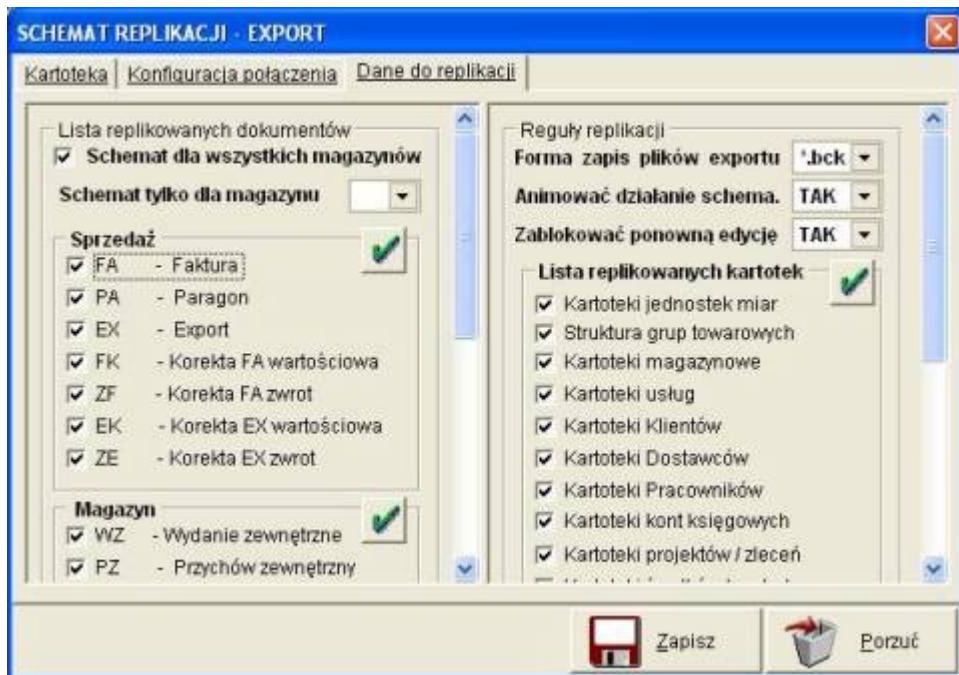 SCHEMAT REPLIKACJI - EXPORT
Kartoteka Konfiguracja połączenia Dane do replikacji
Lista replikowanych dokumentów
Schemat dla wszystkich magazynów
Schemat tylko dla magazynu
Sprzedaż
FA - Faktura
PA - Paragon
EX - Export
FK - Korekta FA wartościowa
ZF - Korekta FA zwrot
EK - Korekta EX wartościowa
ZE - Korekta EX zwrot
Magazyn
WZ - Wydanie zewnętrzne
PZ - Przychów zewnętrzny
Reguły replikacji
Forma zapis plików exportu *.bck
Animować działanie schema. TAK
Zablokować ponowną edycję TAK
Lista replikowanych kartotek
Kartoteki jednostek miar
Struktura grup towarowych
Kartoteki magazynowe
Kartoteki usług
Kartoteki Klientów
Kartoteki Dostawców
Kartoteki Pracowników
Kartoteki kont księgowych
Kartoteki projektów / zleceń
Zapisz
Porzuć